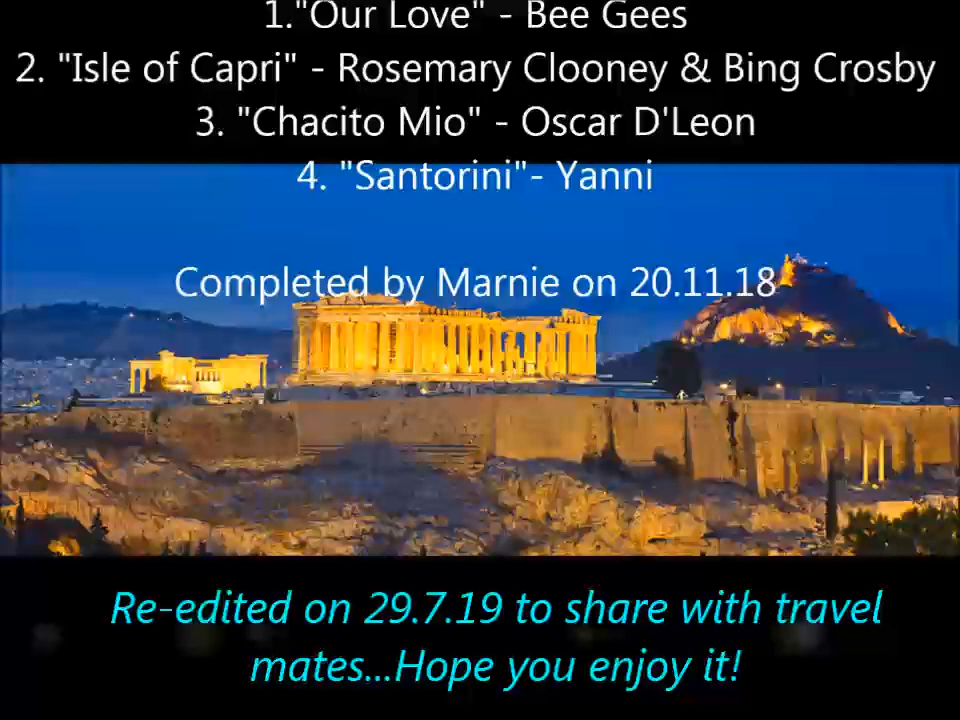 1."Our Love" - Bee Gees
2. "Isle of Capri" - Rosemary Clooney & Bing Crosby
3. "Chacito Mio" - Oscar D'Leon
4. "Santorini"- Yanni
Completed by Marnie on 20.11.18
Re-edited on 29.7.19 to share with travel
mates...Hope you enjoy it!